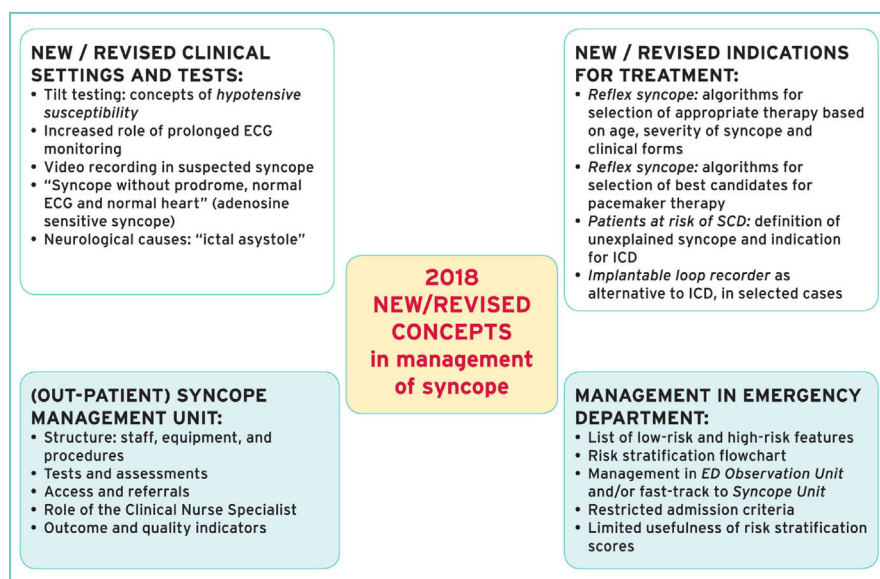 NEW / REVISED CLINICAL
SETTINGS AND TESTS:
• Tilt testing: concepts of hypotensive
susceptibility
• Increased role of prolonged ECG
monitoring
• Video recording in suspected syncope
• “Syncope without prodrome, normal
ECG and normal heart” (adenosine
sensitive syncope)
• Neurological causes: “ictal asystole”
NEW / REVISED INDICATIONS
FOR TREATMENT:
• Reflex syncope: algorithms for
selection of appropriate therapy based
on age, severity of syncope and
clinical forms
• Reflex syncope: algorithms for
selection of best candidates for
pacemaker therapy
• Patients at risk of SCD: definition of
unexplained syncope and indication
for ICD
• Implantable loop recorder as
alternative to ICD, in selected cases
2018
NEW/REVISED
CONCEPTS
in management
of syncope
(OUT-PATIENT) SYNCOPE
MANAGEMENT UNIT:
• Structure: staff, equipment, and
procedures
• Tests and assessments
• Access and referrals
• Role of the Clinical Nurse Specialist
• Outcome and quality indicators
MANAGEMENT IN EMERGENCY
DEPARTMENT:
• List of low-risk and high-risk features
• Risk stratification flowchart
• Management in ED Observation Unit
and/or fast-track to Syncope Unit
• Restricted admission criteria
• Limited usefulness of risk stratification
scores